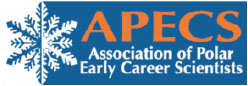 APECS
Association of Polar
Early Career Scientists